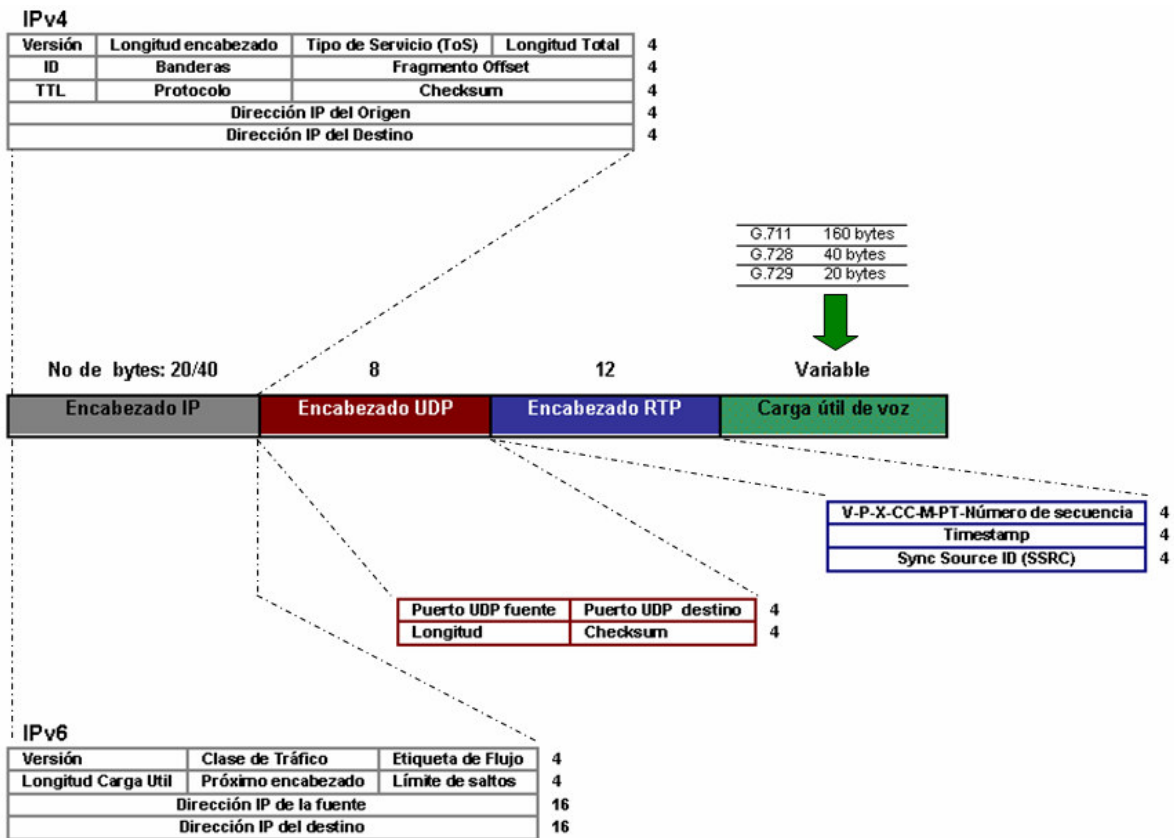 IPv4
Versión Longitud encabezado Tipo de Servicio (ToS) Longitud Total 4
ID Banderas Fragmento Offset 4
TTL Protocolo Checksum 4
Dirección IP del Origen 4
Dirección IP del Destino 4
G.711 160 bytes
G.728 40 bytes
G.729 20 bytes
No de bytes: 20/40 8 12 Variable
Encabezado IP Encabezado UDP Encabezado RTP Carga útil de voz
V-P-X-CC-M-PT-Número de secuencia 4
Timestamp 4
Sync Source ID (SSRC) 4
Puerto UDP fuente Puerto UDP destino 4
Longitud Checksum 4
IPv6
Versión Clase de Tráfico Etiqueta de Flujo 4
Longitud Carga Util Próximo encabezado Límite de saltos 4
Dirección IP de la fuente 16
Dirección IP del destino 16